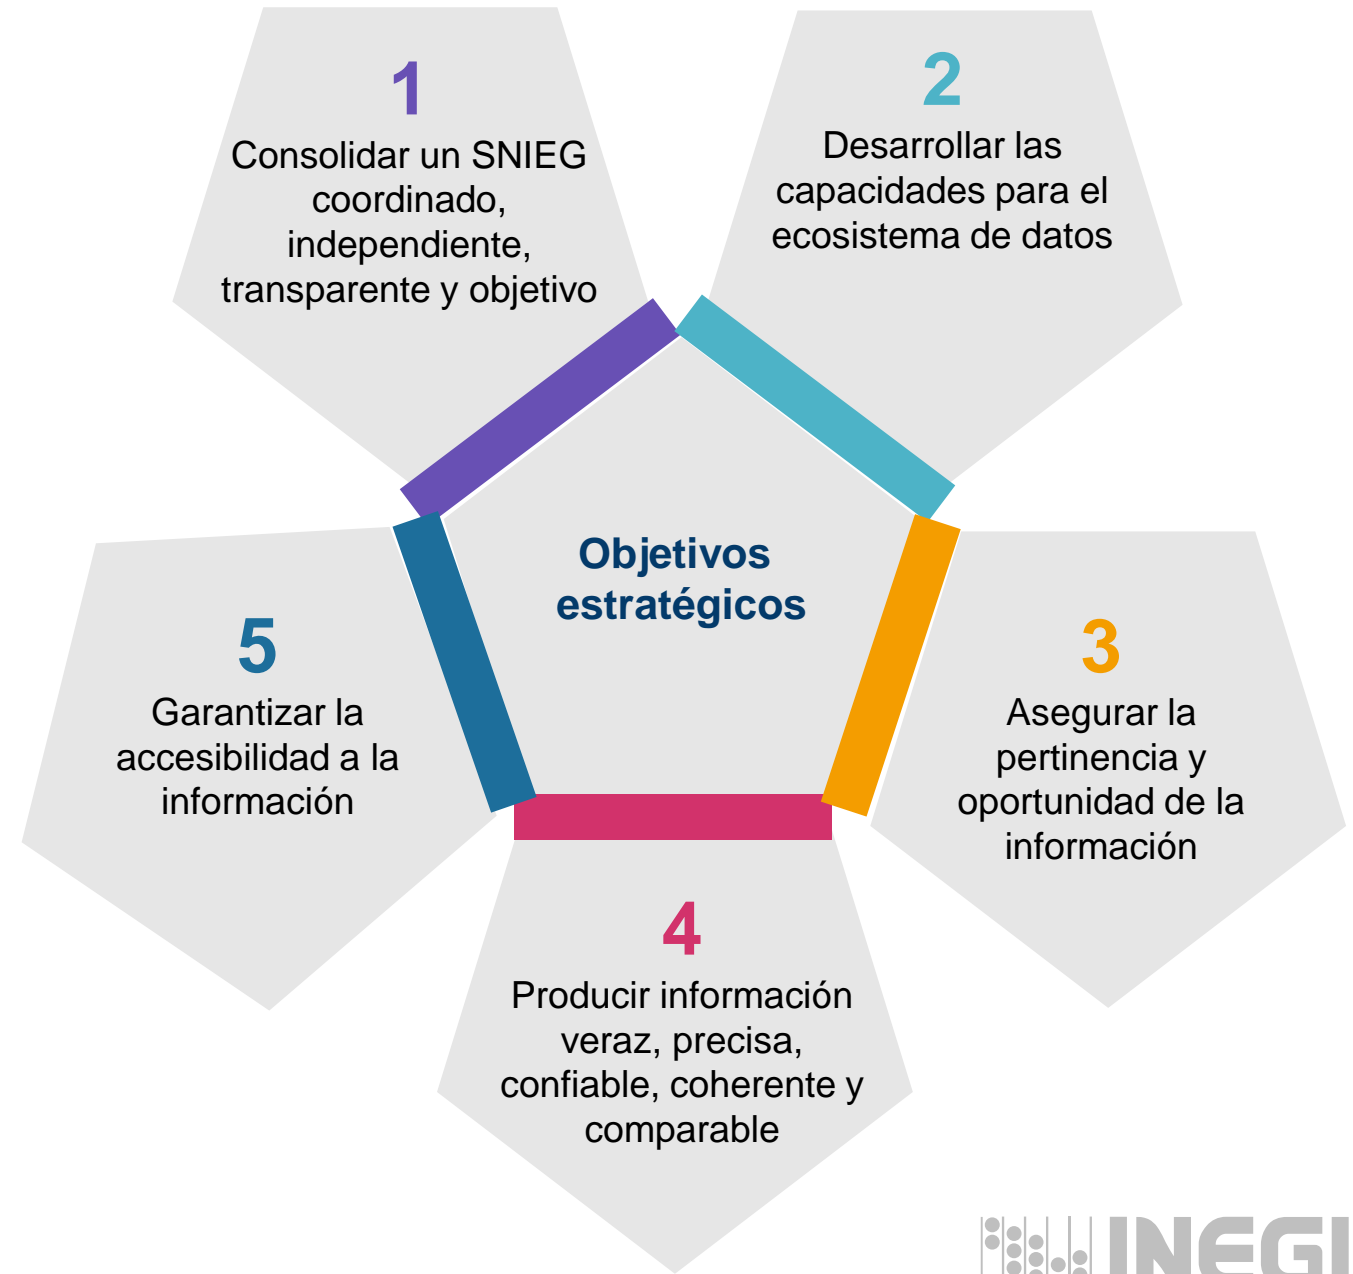 1
Consolidar un SNIEG
coordinado,
independiente,
transparente y objetivo
2
Desarrollar las
capacidades para el
ecosistema de datos
Objetivos
estratégicos
3
Asegurar la
pertinencia y
oportunidad de la
información
4
Producir información
veraz, precisa,
confiable, coherente y
comparable
5
Garantizar la
accesibilidad a la
información
INEGI